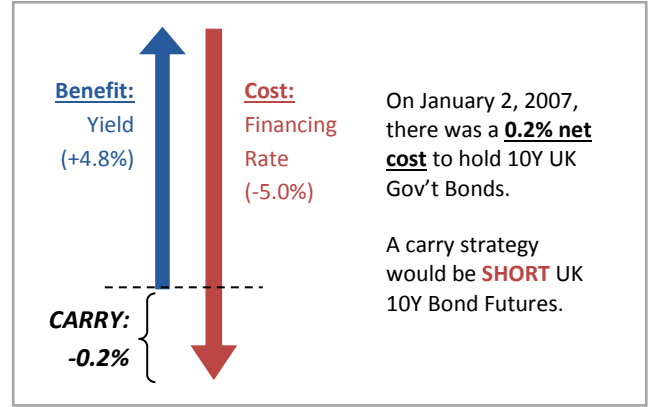 Benefit:
Yield
(+4.8%)
Cost:
Financing
Rate
(-5.0%)
CARRY:
-0.2%
On January 2, 2007,
there was a 0.2% net
cost to hold 10Y UK
Gov't Bonds.
A carry strategy
would be SHORT UK
10Y Bond Futures.